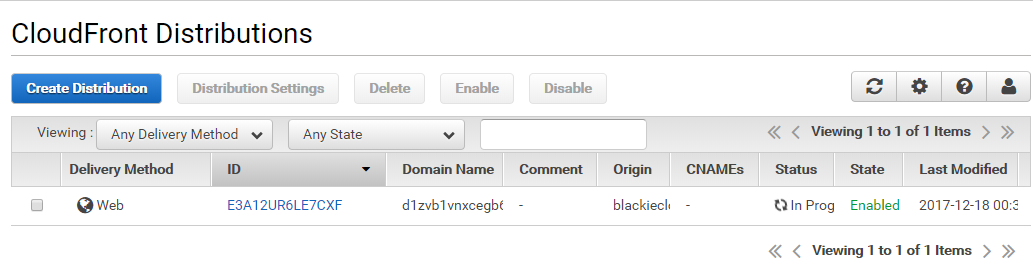 CloudFront Distributions
Create Distribution Distribution Settings Delete Enable Disable
Viewing : Any Delivery Method Any State Viewing 1 to 1 of 1 Items
Delivery Method ID Domain Name Comment Origin CNAMEs Status State Last Modified
Web E3A12UR6LE7CXF d1zvb1vnxcegb6 - blackieclo - In Prog Enabled 2017-12-18 00:3
Viewing 1 to 1 of 1 Items